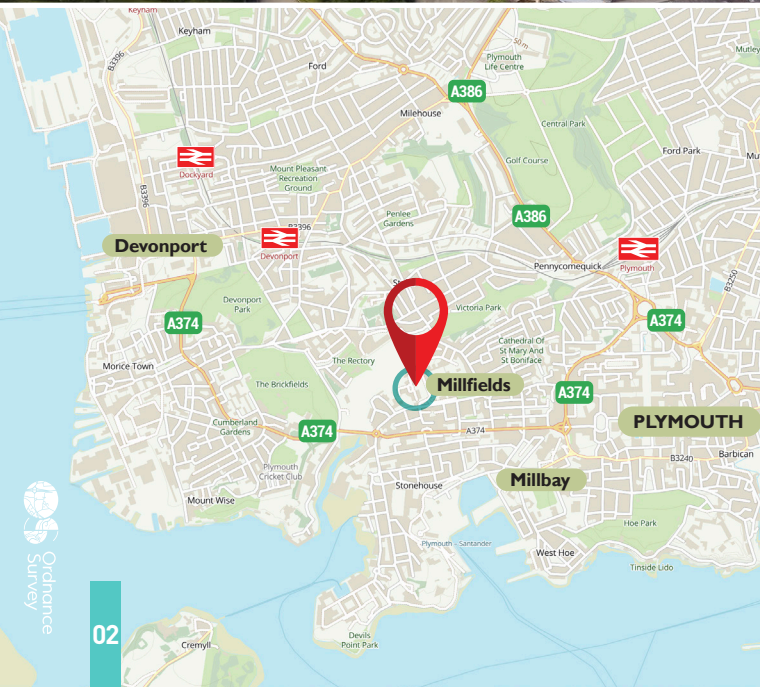 Keyham
Keyham
B3396
Ford
50 m
Plymouth
Life Centre
Mutley
A386
Milehouse
Central Park
Dockyard
Golf Course
Ford Park
Mount Pleasant
Recreation
Ground
B3396
Penlee
Gardens
A386
B3396
Devonport
Devonport
Pennycomequick
Plymouth
B3250
Devonport
Park
Victoria Park
A374
A374
Cathedral Of
St Mary And
St Boniface
Morice Town
The Rectory
The Brickfields
Millfields
A374
Cumberland
Gardens
A374
A374
PLYMOUTH
B3240
Barbican
Plymouth
Cricket Club
Stonehouse
Millbay
Mount Wise
Hoe Park
Plymouth - Santander
West Hoe
Tinside Lido
Ordnance
Survey
02
Devils
Point Park
Cremyll